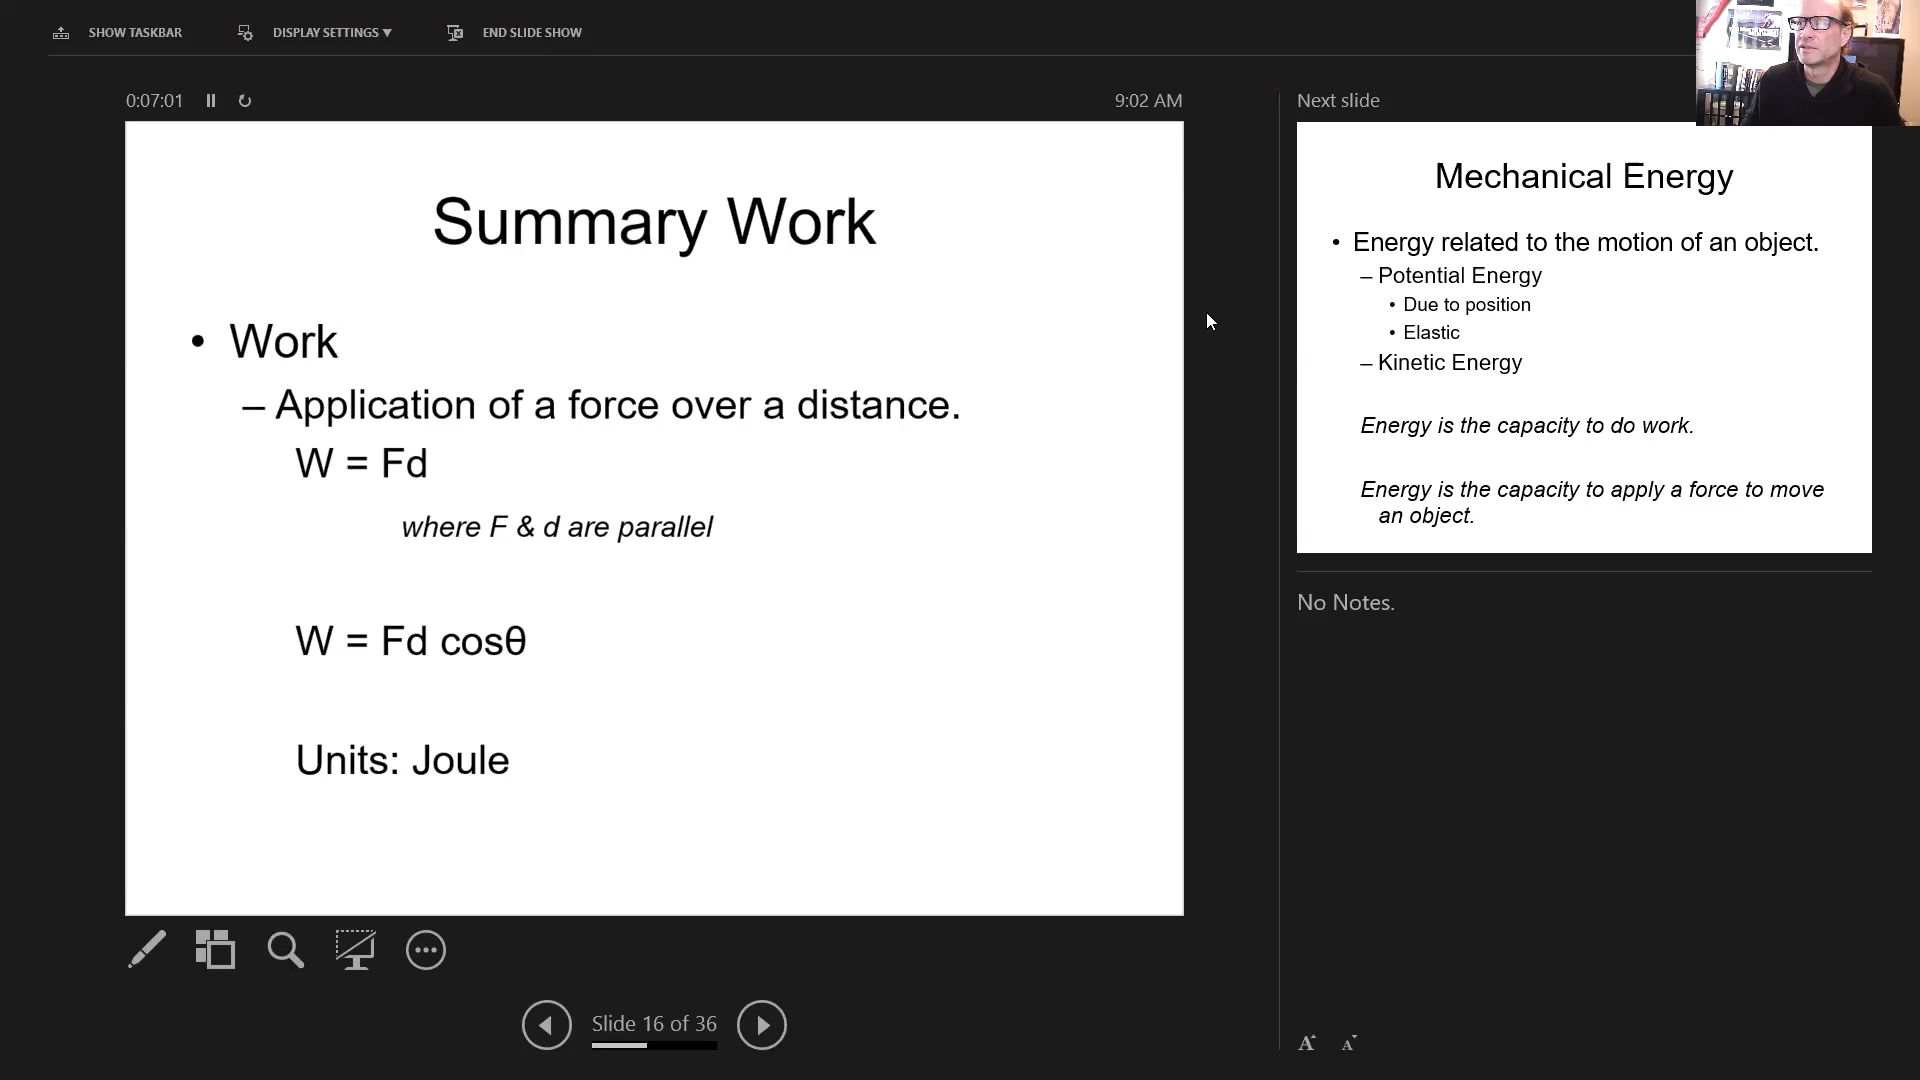 SHOW TASKBAR
DISPLAY SETTINGS ▼
END SLIDE SHOW
0:07:01
9:02 AM
Summary Work
• Work
– Application of a force over a distance.
W = Fd
where F & d are parallel
W = Fd cosθ
Units: Joule
Slide 16 of 36
Next slide
Mechanical Energy
• Energy related to the motion of an object.
– Potential Energy
• Due to position
• Elastic
– Kinetic Energy
Energy is the capacity to do work.
Energy is the capacity to apply a force to move
an object.
No Notes.
A
A